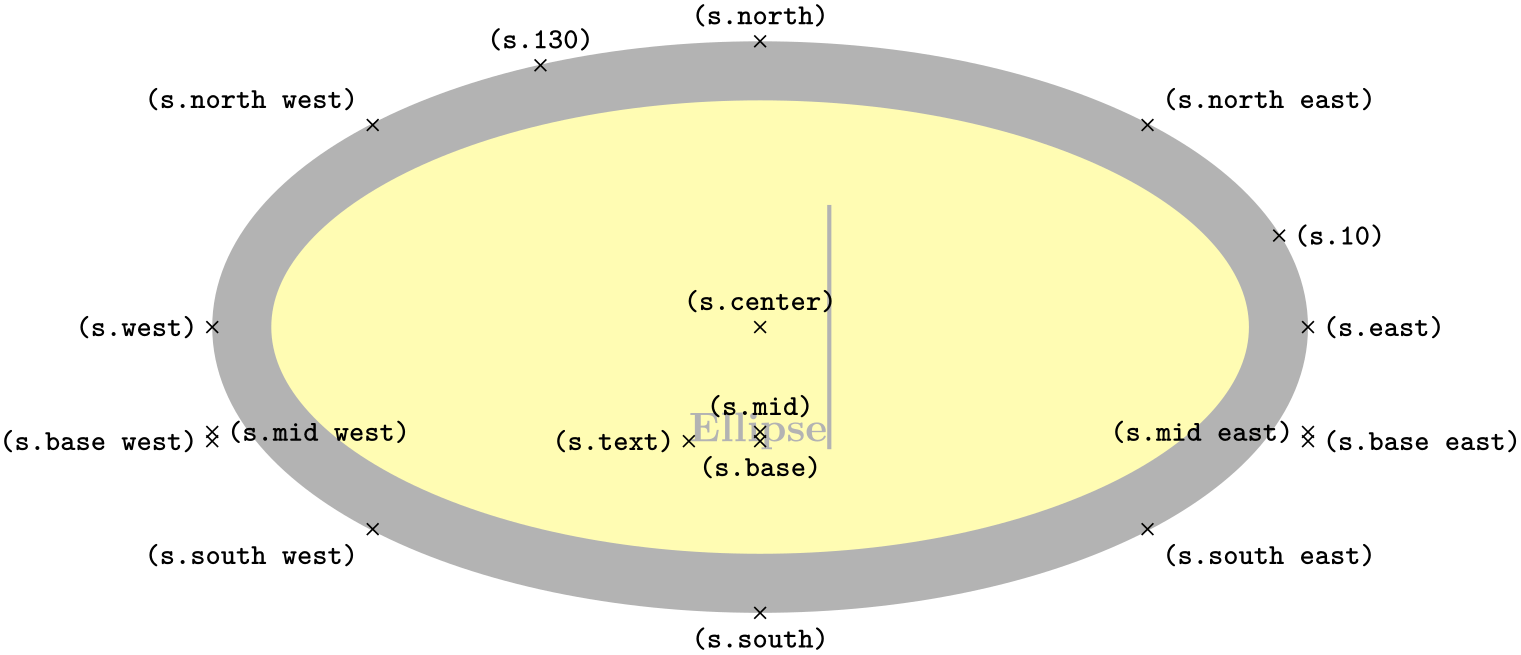 (s.north)
(s.130)
(s.north west)
(s.north east)
(s.10)
(s.center)
(s.west)
(s.east)
(s.mid)
Ellipse
(s.mid west)
(s.mid east)
(s.base west)
(s.text)
(s.base east)
(s.base)
(s.south west)
(s.south east)
(s.south)